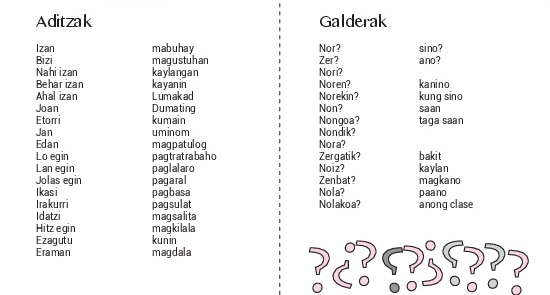 Aditzak
Izan mabuhay
Bizi magustuhan
Nahi izan kaylangan
Behar izan kayanin
Ahal izan Lumakad
Joan Dumating
Etorri kumain
Jan uminom
Edan magpatulog
Lo egin pagtratrabaho
Lan egin paglalaro
Jolas egin pagaral
Ikasi pagbasa
Irakurri pagsulat
Idatzi magsalita
Hitz egin magkilala
Ezagutu kunin
Eraman magdala
Galderak
Nor? sino?
Zer? ano?
Nori?
Noren? kanino
Norekin? kung sino
Non? saan
Nongoa? taga saan
Nondik?
Nora?
Zergatik? bakit
Noiz? kaylan
Zenbat? magkano
Nola? paano
Nolakoa? anong clase